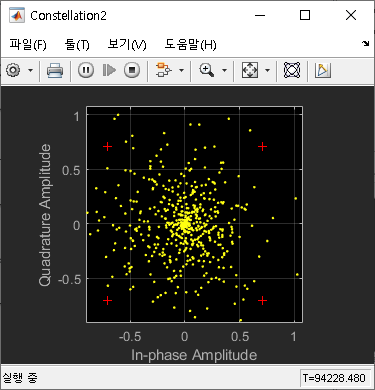 Constellation2
파일(F) 툴(T) 보기(V) 도움말(H)
1
0.5
0
-0.5
Quadrature Amplitude
-0.5 0 0.5 1
In-phase Amplitude
실행 중 T=94228.480